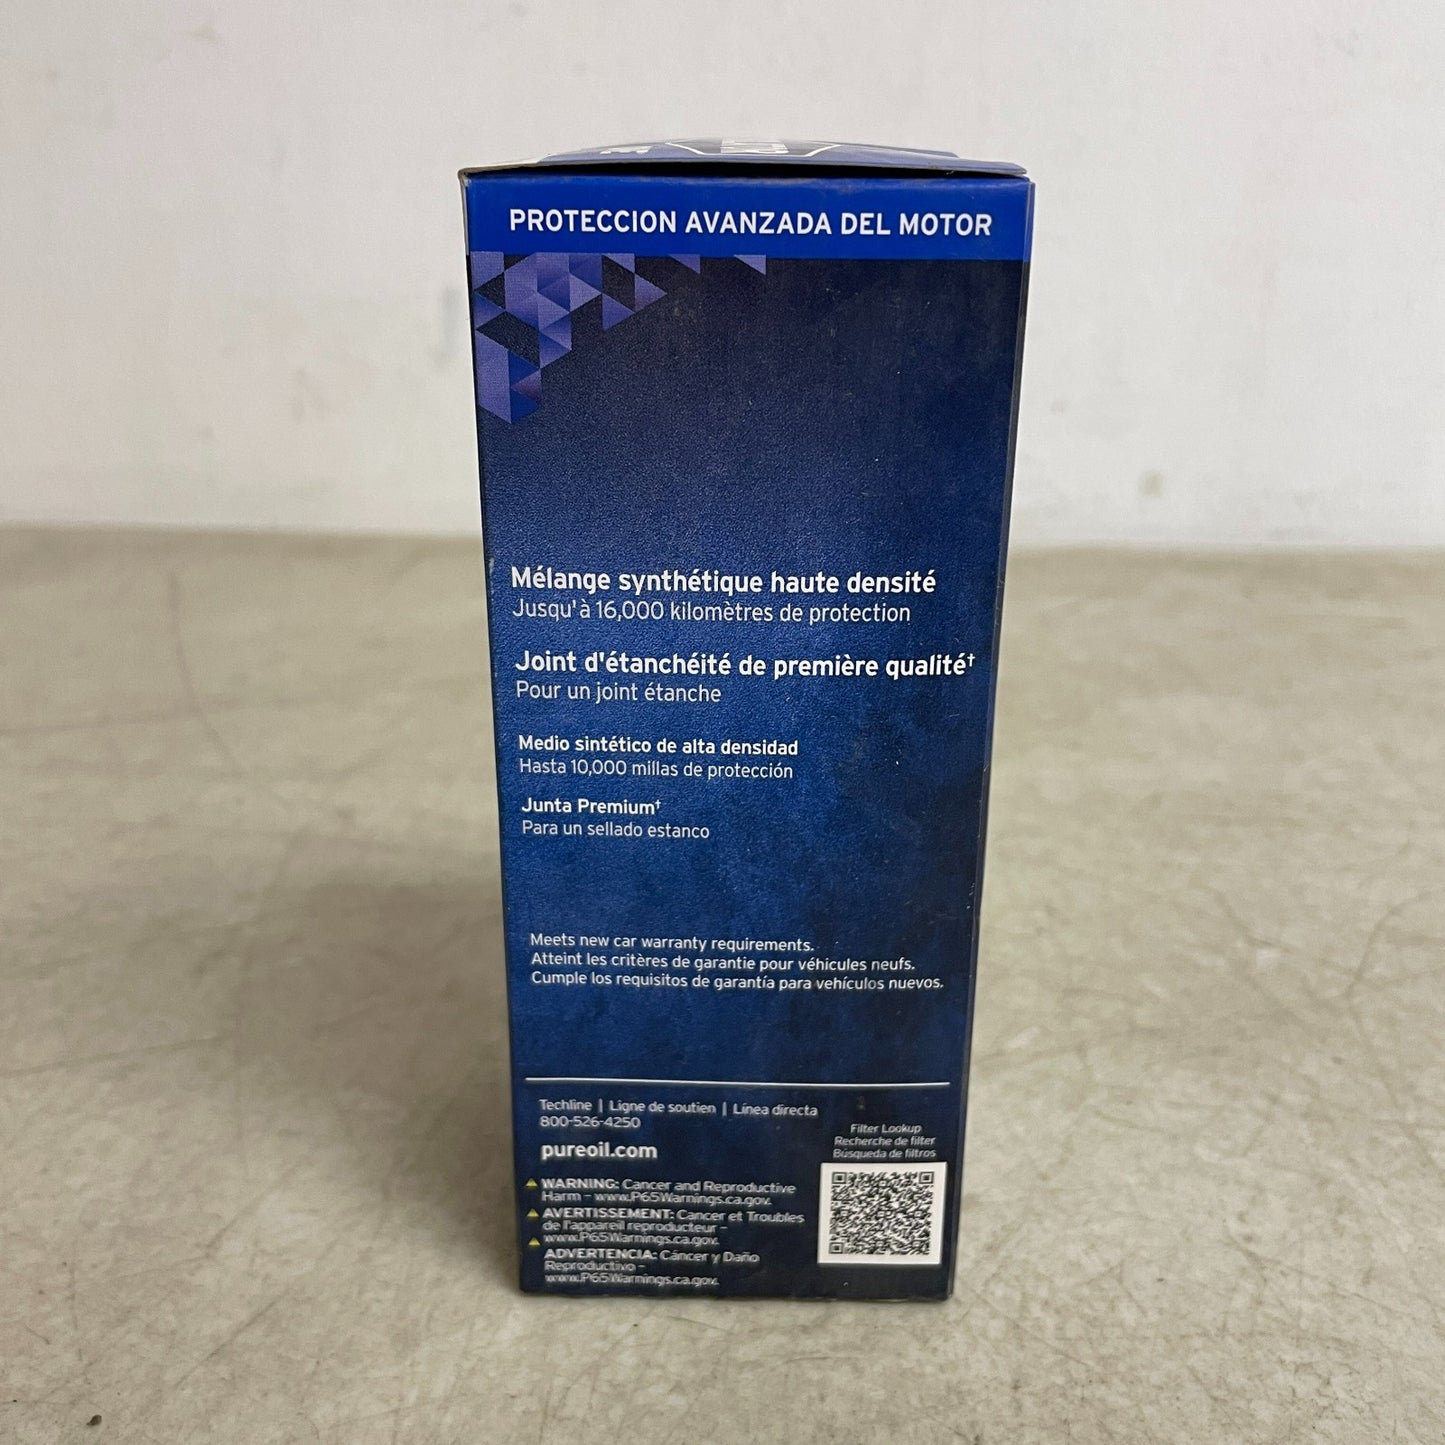 PROTECCION AVANZADA DEL MOTOR
Mélange synthétique haute densité
Jusqu'à 16,000 kilomètres de protection
Joint d'étanchéité de première qualité†
Pour un joint étanche
Medio sintético de alta densidad
Hasta 10,000 millas de protección
Junta Premium†
Para un sellado estanco
Meets new car warranty requirements.
Atteint les critères de garantie pour véhicules neufs.
Cumple los requisitos de garantía para vehículos nuevos.
Techline | Ligne de soutien | Línea directa
800-526-4250
pureoil.com
Filter Lookup
Recherche de filter
Búsqueda de filtros
WARNING: Cancer and Reproductive
Harm - www.P65Warnings.ca.gov.
AVERTISSEMENT: Cancer et Troubles
de l'appareil reproducteur -
www.P65Warnings.ca.gov.
ADVERTENCIA: Cáncer y Daño
Reproductivo -
www.P65Warnings.ca.gov.